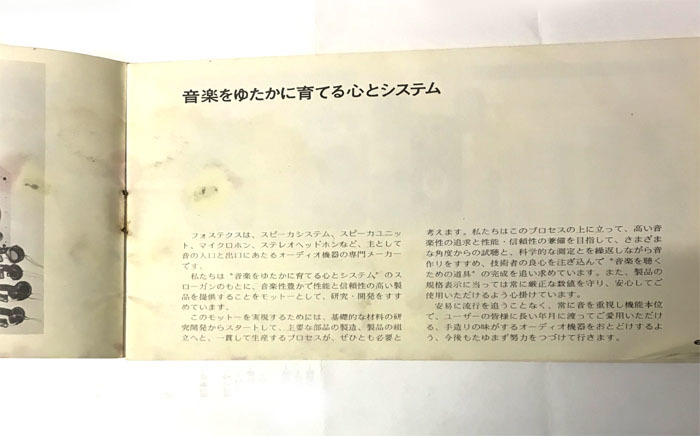 音楽をゆたかに育てる心とシステム
フォステクスは、スピーカシステム、スピーカユニッ
ト、マイクロホン、ステレオヘッドホンなど、主として
音の入口と出口にあたるオーディオ機器の専門メーカー
です。
私たちは"音楽をゆたかに育てる心とシステム"のス
ローガンのもとに、音楽性豊かで性能と信頼性の高い製
品を提供することをモットーとして、研究・開発をすす
めています。
このモットーを実現するためには、基礎的な材料の研
究開発からスタートして、主要な部品の製造、製品の組
立へと、一貫して生産するプロセスが、ぜひとも必要と
考えます。私たちはこのプロセスの上に立って、高い音
楽性の追求と性能・信頼性の兼備を目指して、さまざま
な角度からの試聴と、科学的な測定とを繰返しながら音
作りをすすめ、技術者の良心を注ぎ込んで"音楽を聴く
ための道具"の完成を追い求めています。また、製品の
規格表示に当っては常に厳正な数値を守り、安心してご
使用いただけるよう心掛けています。
安易に流行を追うことなく、常に音を重視し機能本位
で、ユーザーの皆様に長い年月に渡ってご愛用いただけ
る、手造りの味がするオーディオ機器をおとどけするよ
う、今後もたゆまず努力をつづけて行きます。